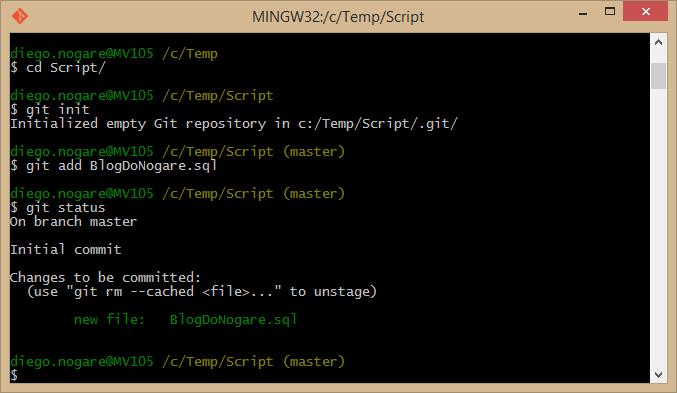 MINGW32:/c/Temp/Script
diego.nogare@MV105 /c/Temp
$ cd Script/
diego.nogare@MV105 /c/Temp/Script
$ git init
Initialized empty Git repository in c:/Temp/Script/.git/
diego.nogare@MV105 /c/Temp/Script (master)
$ git add BlogDoNogare.sql
diego.nogare@MV105 /c/Temp/Script (master)
$ git status
On branch master
Initial commit
Changes to be committed:
  (use "git rm --cached <file>..." to unstage)
        new file:   BlogDoNogare.sql
diego.nogare@MV105 /c/Temp/Script (master)
$